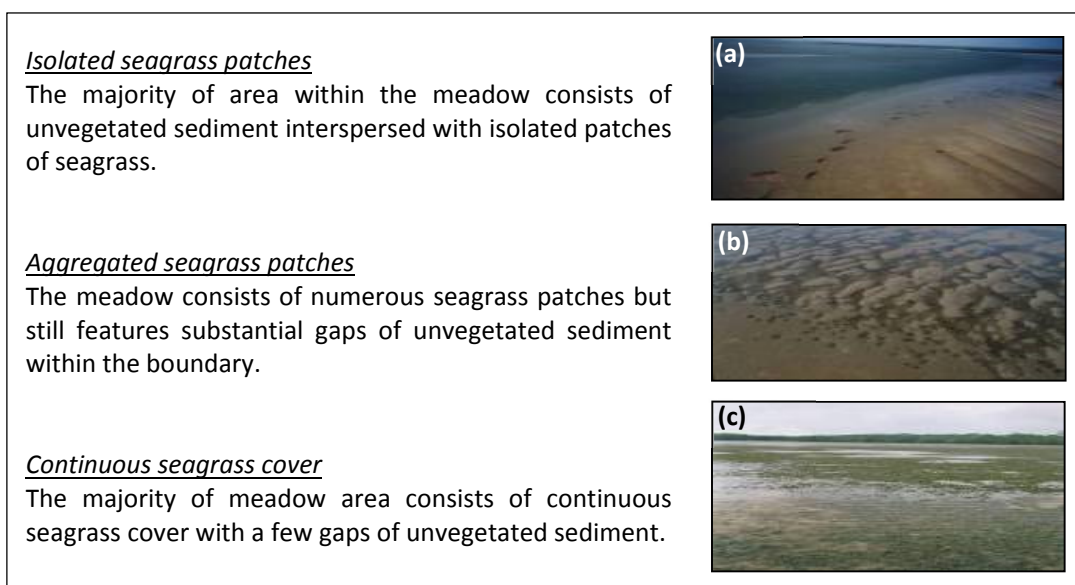 Isolated seagrass patches
(a)
The majority of area within the meadow consists of
unvegetated sediment interspersed with isolated patches
of seagrass.
Aggregated seagrass patches
(b)
The meadow consists of numerous seagrass patches but
still features substantial gaps of unvegetated sediment
within the boundary.
(c)
Continuous seagrass cover
The majority of meadow area consists of continuous
seagrass cover with a few gaps of unvegetated sediment.